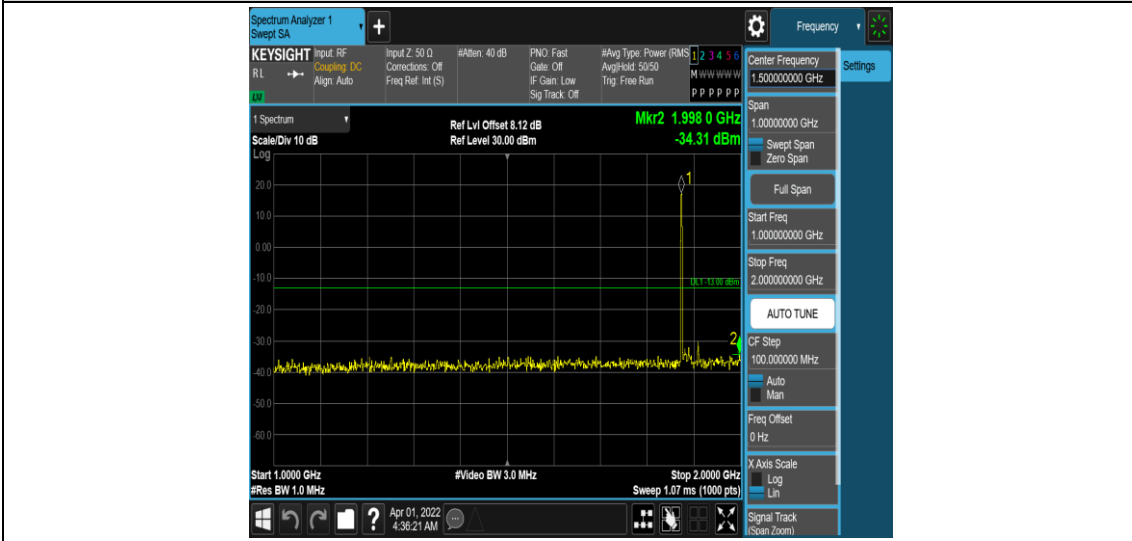 Spectrum Analyzer 1
Swept SA
+
Frequency
KEYSIGHT
RL
Input: RF
Coupling: DC
Align: Auto
Input Z: 50 Ω
Corrections: Off
Freq Ref: Int (S)
#Atten: 40 dB
PNO: Fast
Gate: Off
IF Gain: Low
Sig Track: Off
#Avg Type: Power (RMS
Avg|Hold: 50/50
Trig: Free Run
1 2 3 4 5 6
M W W W W W
P P P P P P
1 Spectrum
Scale/Div 10 dB
Ref Lvl Offset 8.12 dB
Ref Level 30.00 dBm
Mkr2 1.998 0 GHz
-34.31 dBm
Log
20.0
10.0
0.00
-10.0
-20.0
-30.0
-40.0
-50.0
-60.0
1
DL1 -13.00 dBm
2
Start 1.0000 GHz
#Res BW 1.0 MHz
#Video BW 3.0 MHz
Stop 2.0000 GHz
Sweep 1.07 ms (1000 pts)
?
Apr 01, 2022
4:36:21 AM
Center Frequency
1.500000000 GHz
Settings
Span
1.00000000 GHz
Swept Span
Zero Span
Full Span
Start Freq
1.000000000 GHz
Stop Freq
2.000000000 GHz
AUTO TUNE
CF Step
100.000000 MHz
Auto
Man
Freq Offset
0 Hz
X Axis Scale
Log
Lin
Signal Track
(Span Zoom)